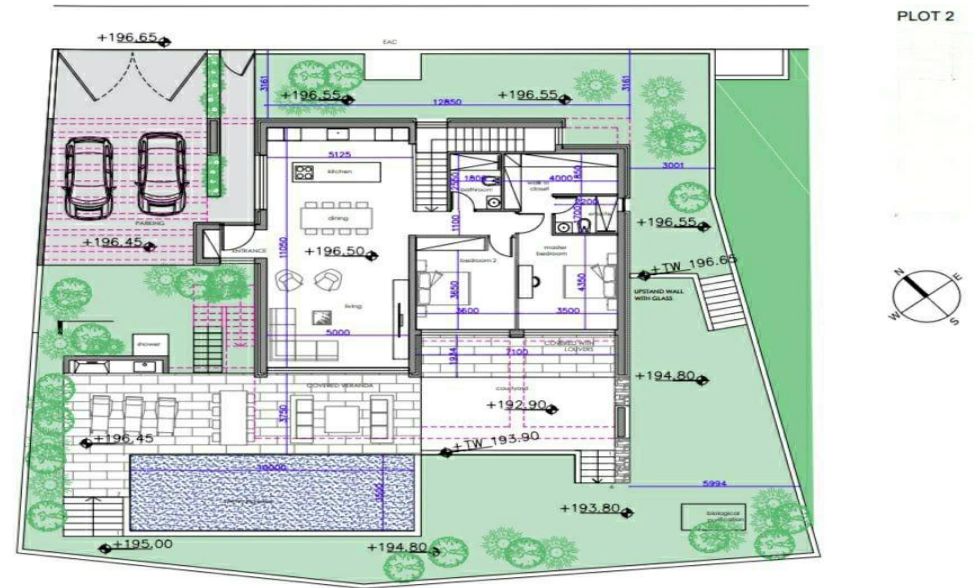 PLOT 2
+196.65
EAC
3161
3161
+196.55
+196.55
12850
5125
kitchen
1800
4000
bathroom
closet
3001
dining
1100
PARKING
+196.45
ENTRANCE
11050
+196.50
+196.55
bedroom 2
master
bedroom
N
E
W
S
+TW 196.65
UPSTAND WALL
WITH GLASS
3650
4350
living
3600
3500
5000
shower
1934
7100
COVERED WITH
LOUVERS
+194.80
COVERED VERANDA
courtyard
+192.90
3750
+196.45
+TW 193.90
10000
5994
+193.80
biological
purification
+195.00
+194.80